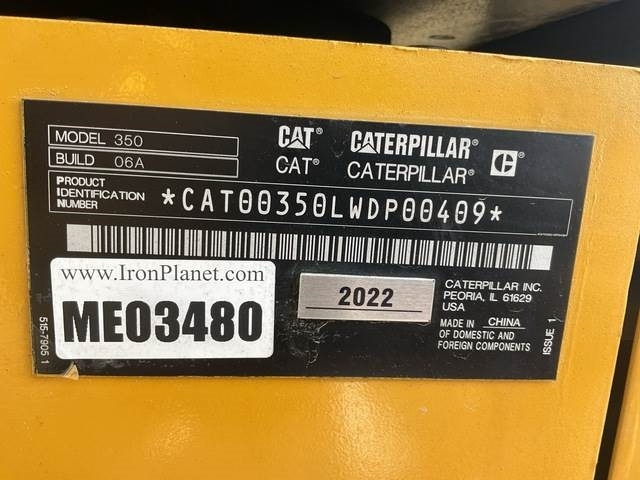 MODEL 350
BUILD 06A
CAT® CATERPILLAR® C
CAT® CATERPILLAR®
PRODUCT
IDENTIFICATION
NUMBER
*CAT00350LWDP00409*
www.IronPlanet.com
ME03480
2022
CATERPILLAR INC.
PEORIA, IL 61629
USA
MADE IN CHINA
OF DOMESTIC AND
FOREIGN COMPONENTS
515-7905 1
ISSUE 1